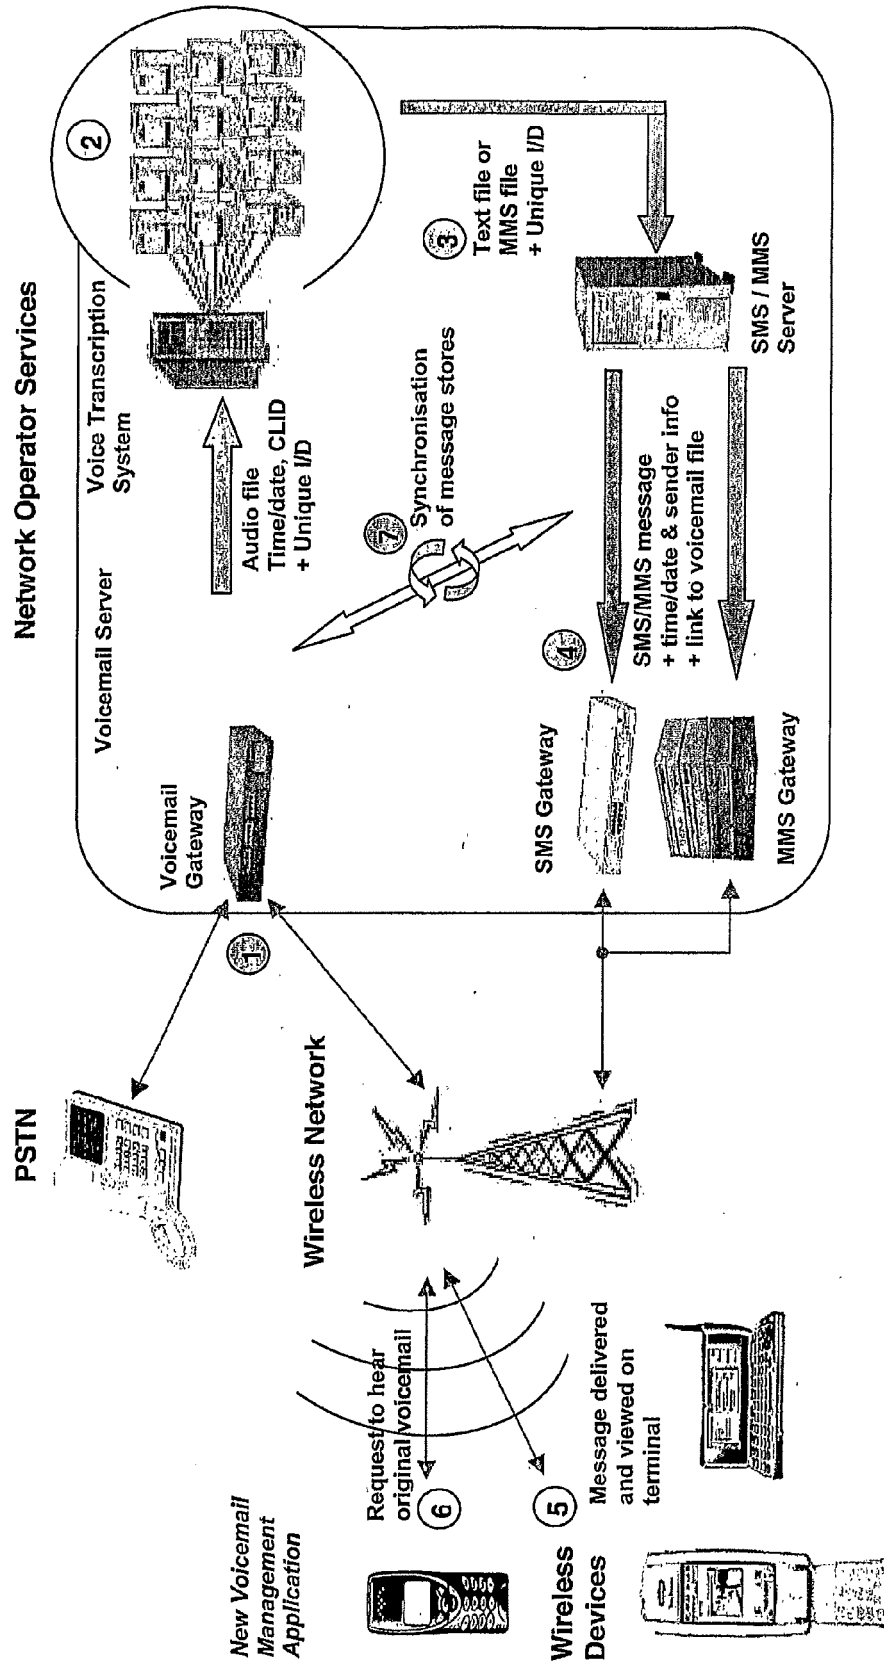 Network Operator Services
PSTN
Voicemail
Gateway
Voicemail Server
Voice Transcription
System
1
2
Audio file
Time/date, CLID
+ Unique I/D
3
Text file or
MMS file
+ Unique I/D
7
Synchronisation
of message stores
Wireless Network
4
SMS Gateway
SMS/MMS message
+ time/date & sender info
+ link to voicemail file
MMS Gateway
SMS / MMS
Server
New Voicemail
Management
Application
Request to hear
original voicemail
6
5
Message delivered
and viewed on
terminal
Wireless
Devices